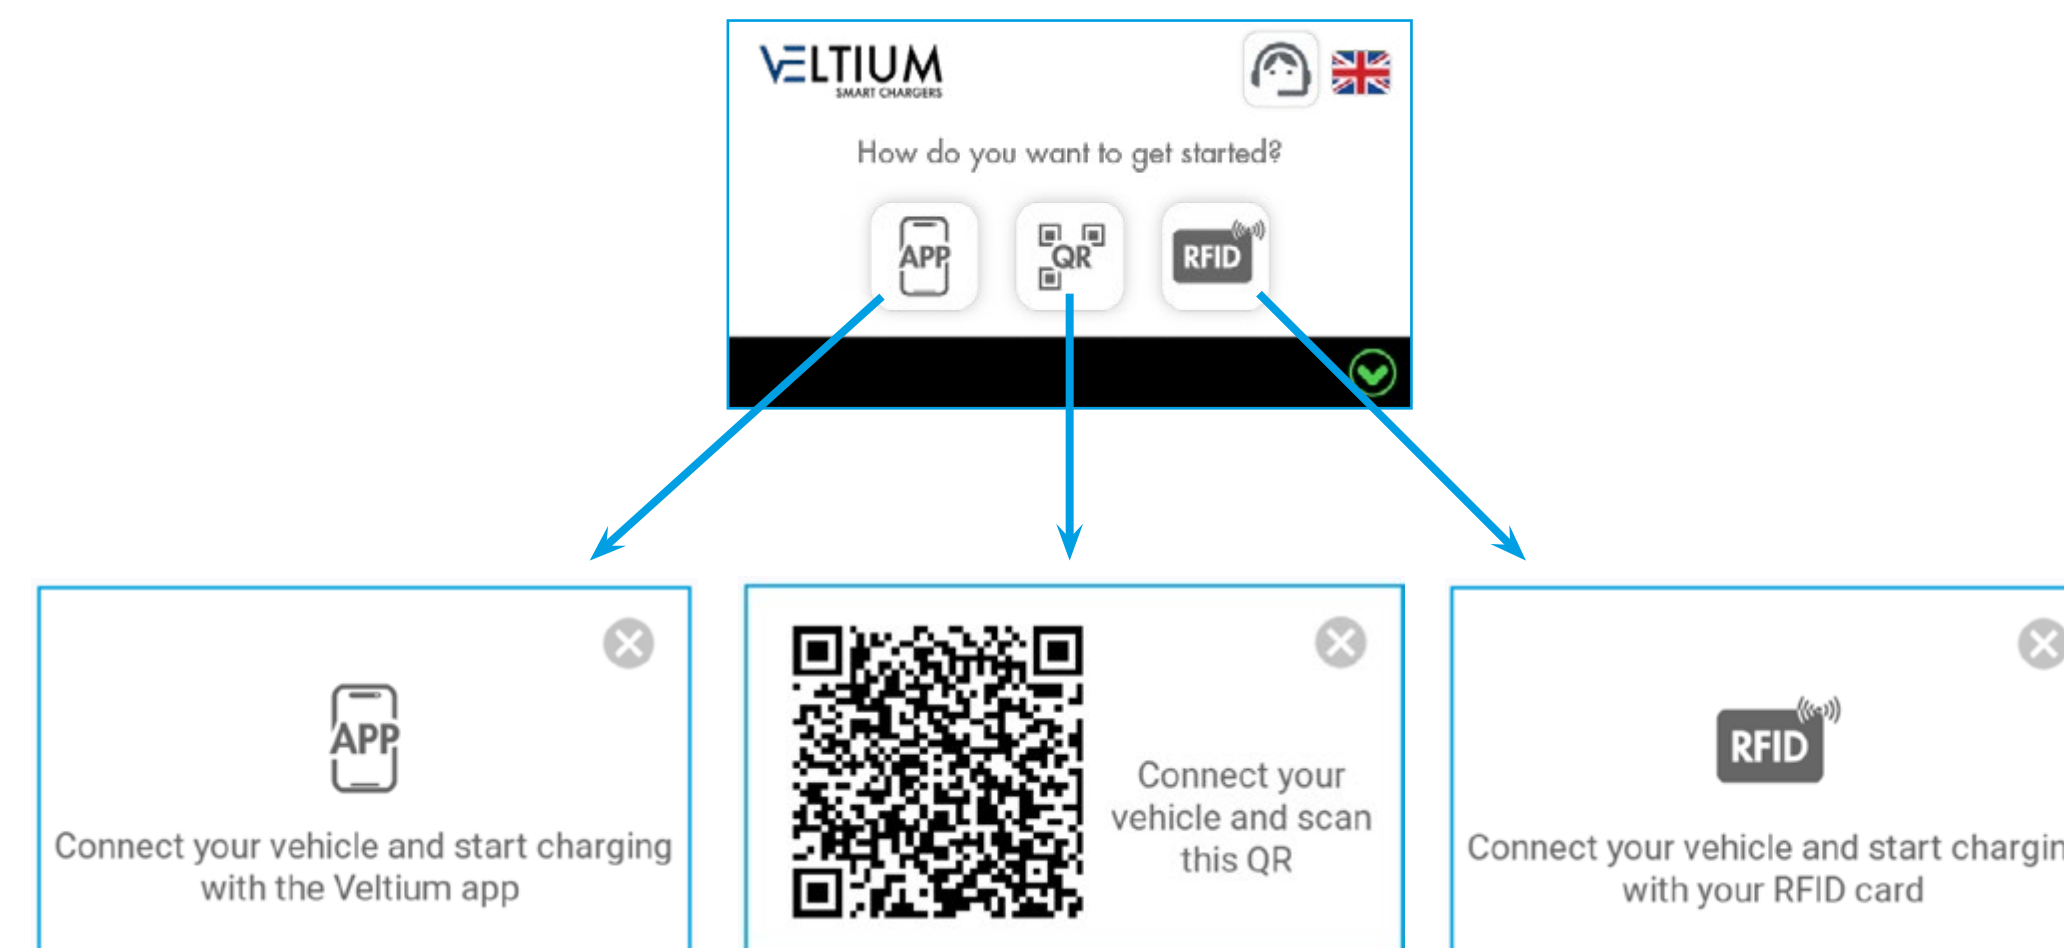 VELTIUM
SMART CHARGERS
How do you want to get started?
APP
QR
RFID
APP
Connect your vehicle and start charging
with the Veltium app
Connect your
vehicle and scan
this QR
RFID
Connect your vehicle and start chargin
with your RFID card